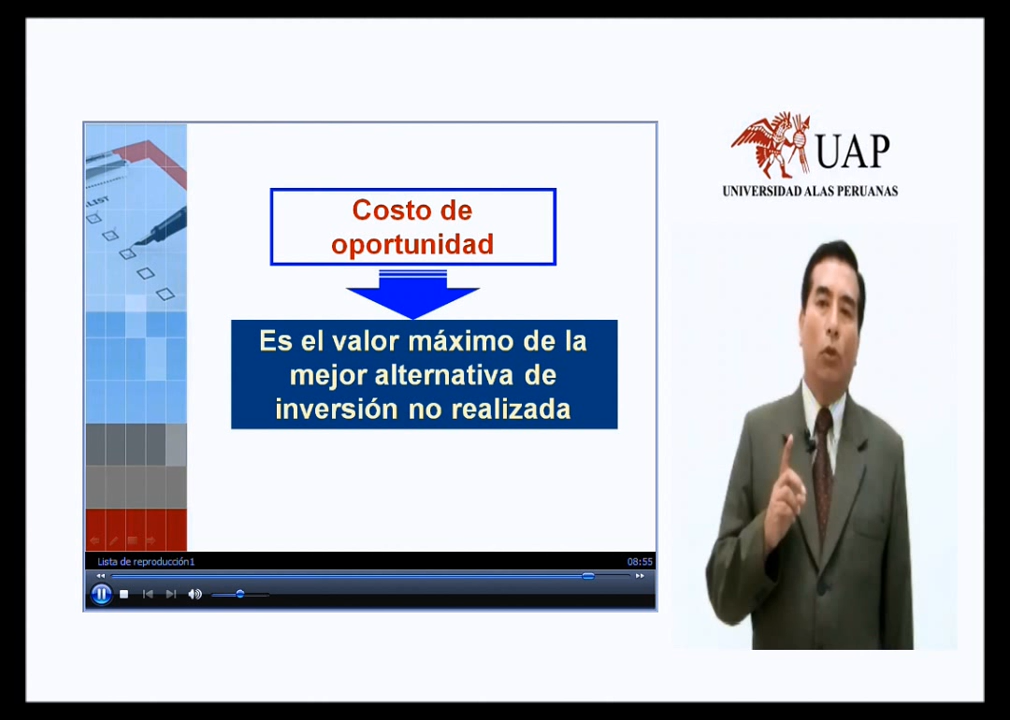 UAP
UNIVERSIDAD ALAS PERUANAS
Costo de
oportunidad
Es el valor máximo de la
mejor alternativa de
inversión no realizada
Lista de reproducción1
08:55